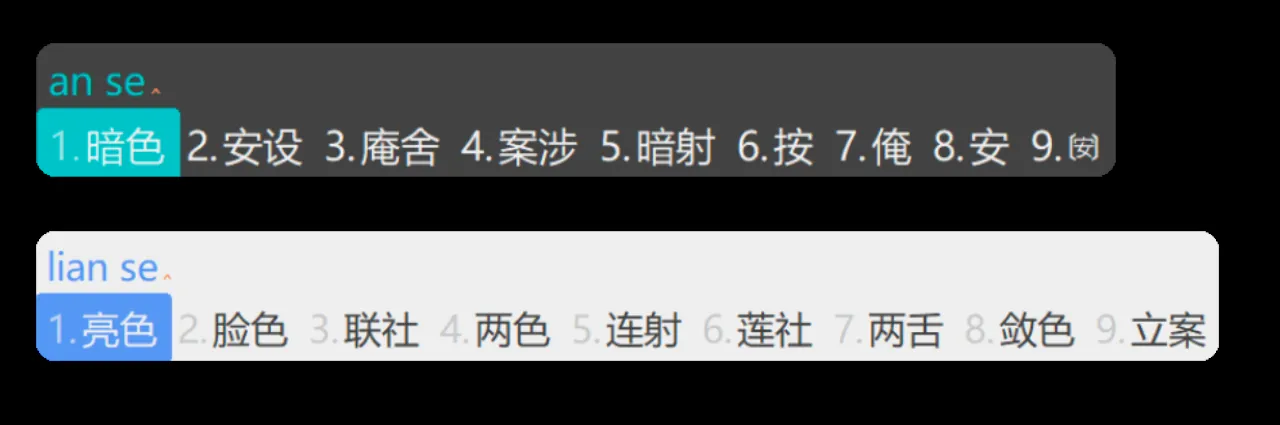 an se‸
1.暗色 2.安设 3.庵舍 4.案涉 5.暗射 6.按 7.俺 8.安 9.㈙
lian se‸
1.亮色 2.脸色 3.联社 4.两色 5.连射 6.莲社 7.两舌 8.敛色 9.立案